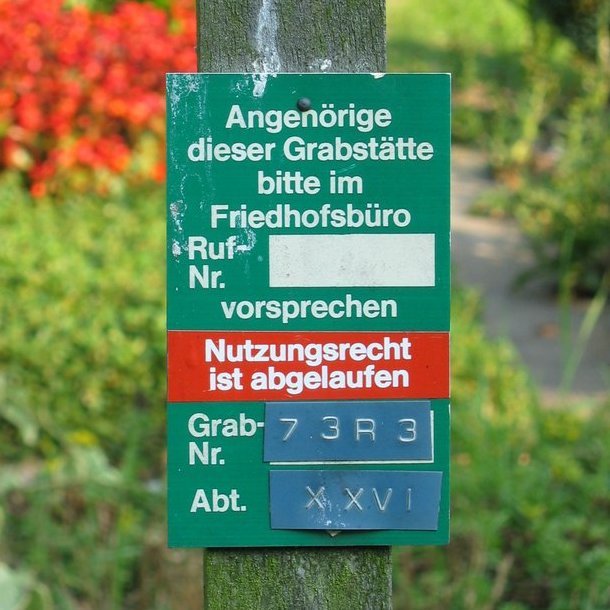 Angehörige
dieser Grabstätte
bitte im
Friedhofsbüro
Ruf-
Nr.
vorsprechen
Nutzungsrecht
ist abgelaufen
Grab- 73R3
Nr.
Abt. XXVI